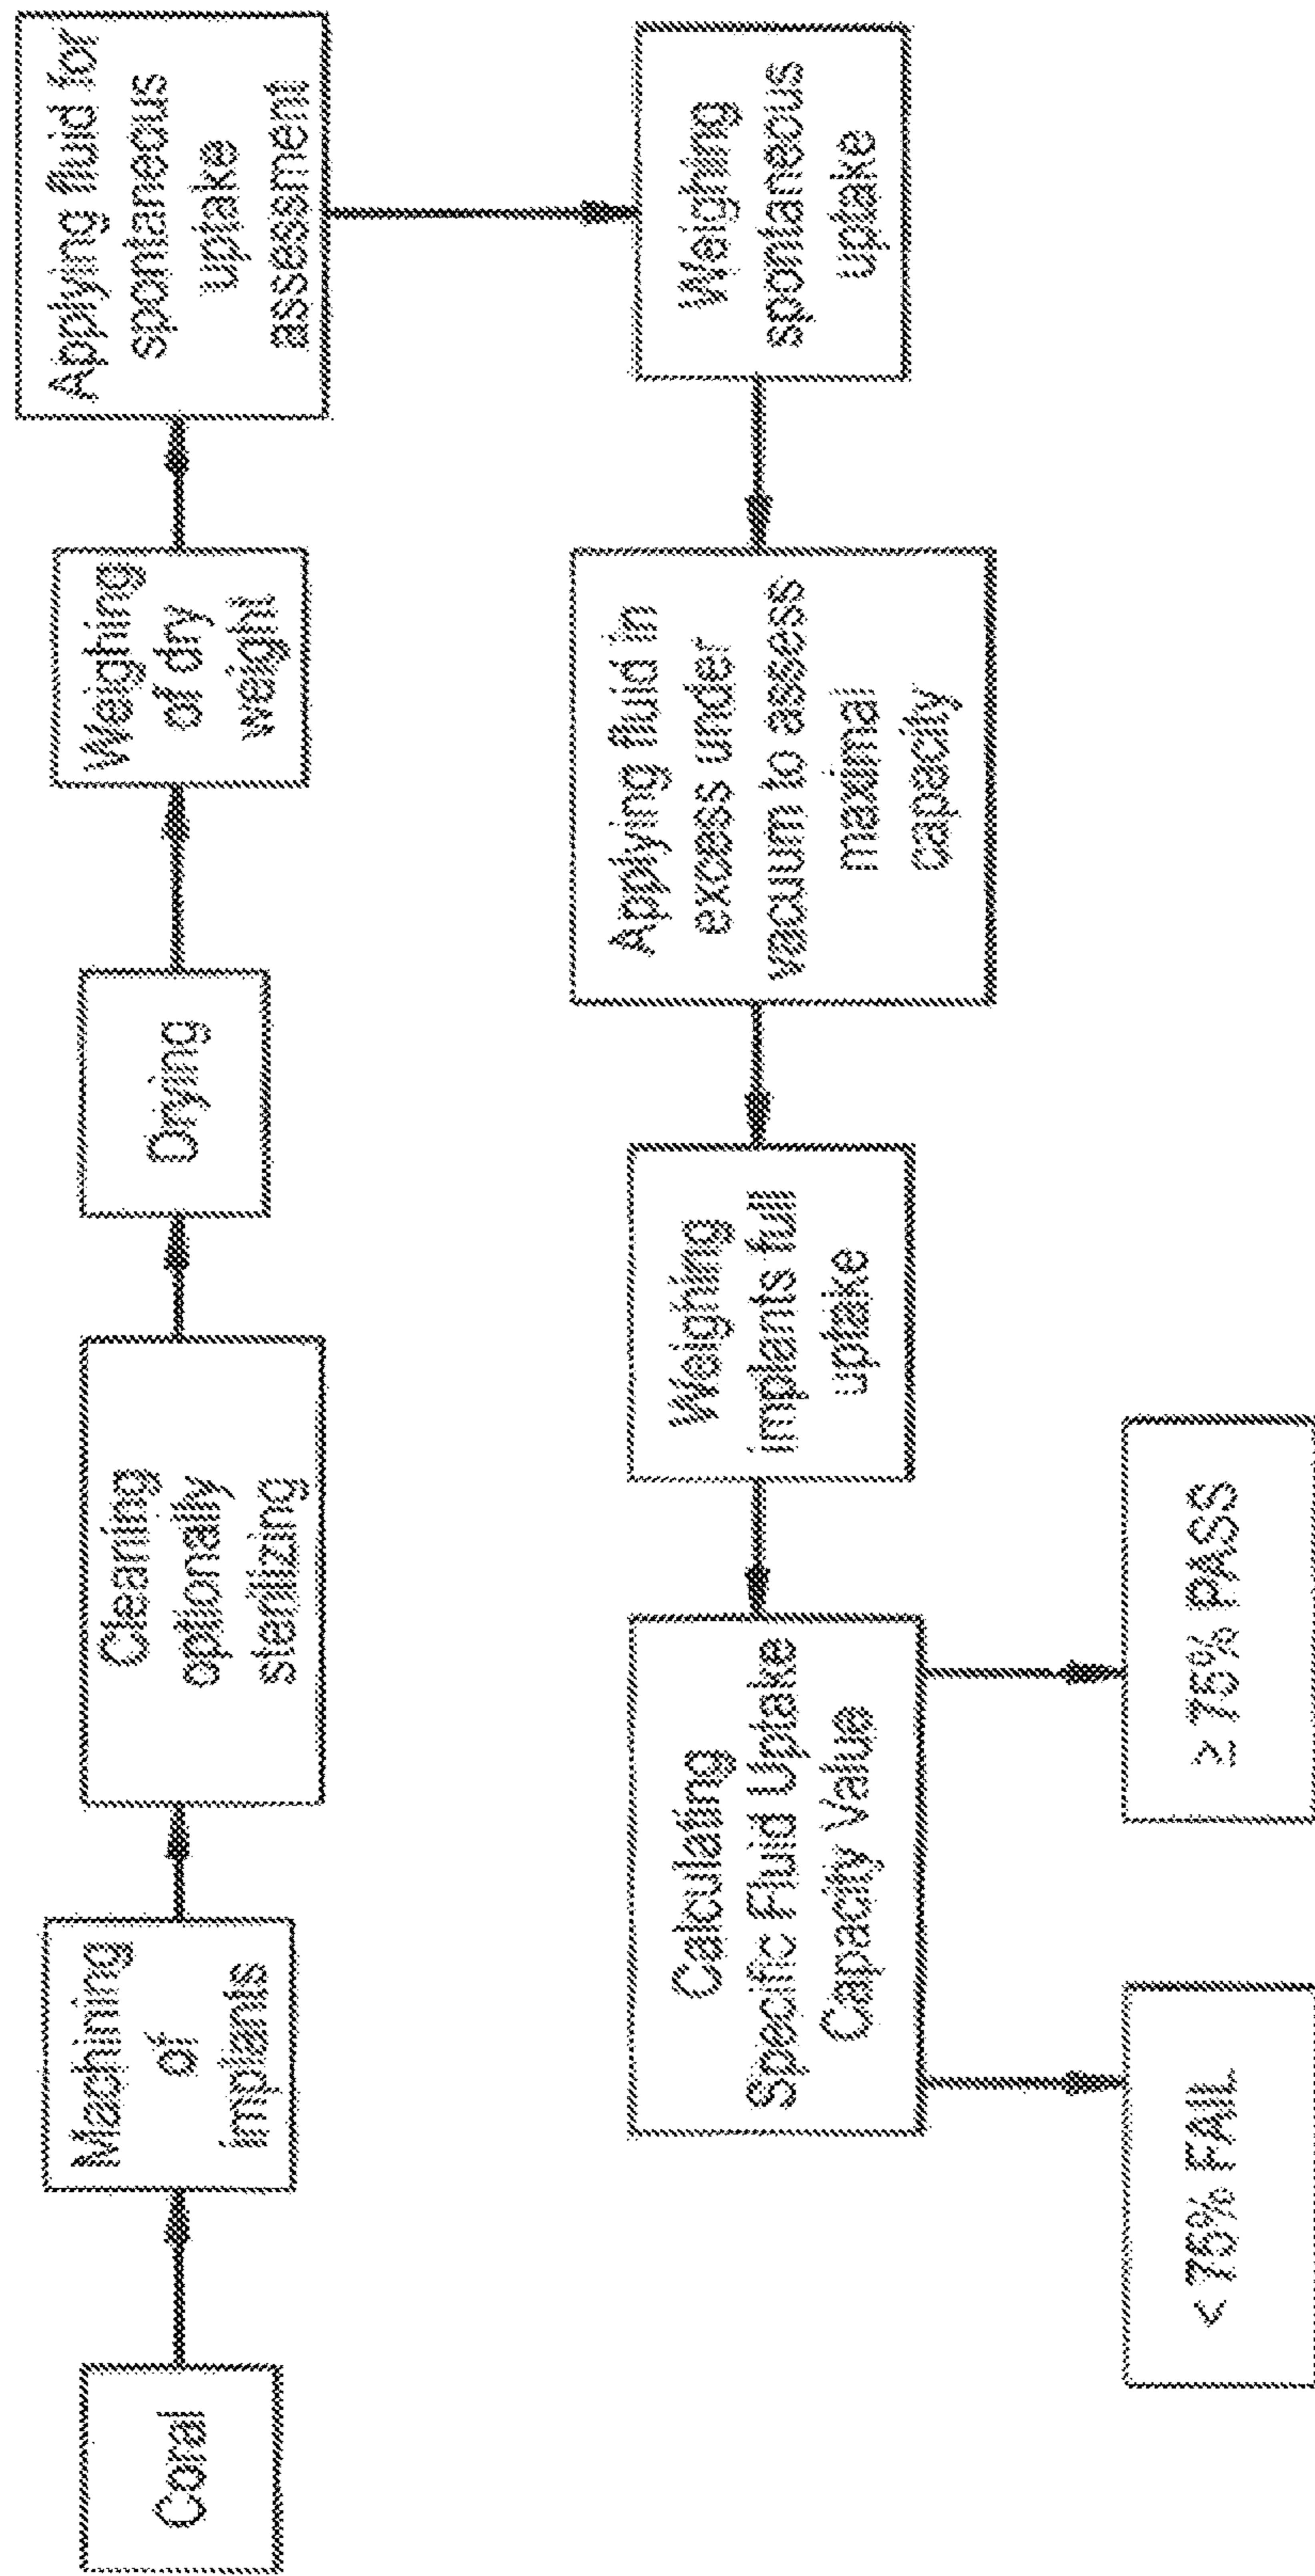 Coral
Machining
of
implants
Cleaning
optionally
sterilizing
Drying
Weighing
of dry
weight
Applying fluid for
spontaneous
uptake
assessment
Weighing
spontaneous
uptake
Applying fluid in
excess under
vacuum to assess
maximal
capacity
Weighing
implants full
uptake
Calculating
Specific Fluid Uptake
Capacity Value
< 75% FAIL
≥ 75% PASS